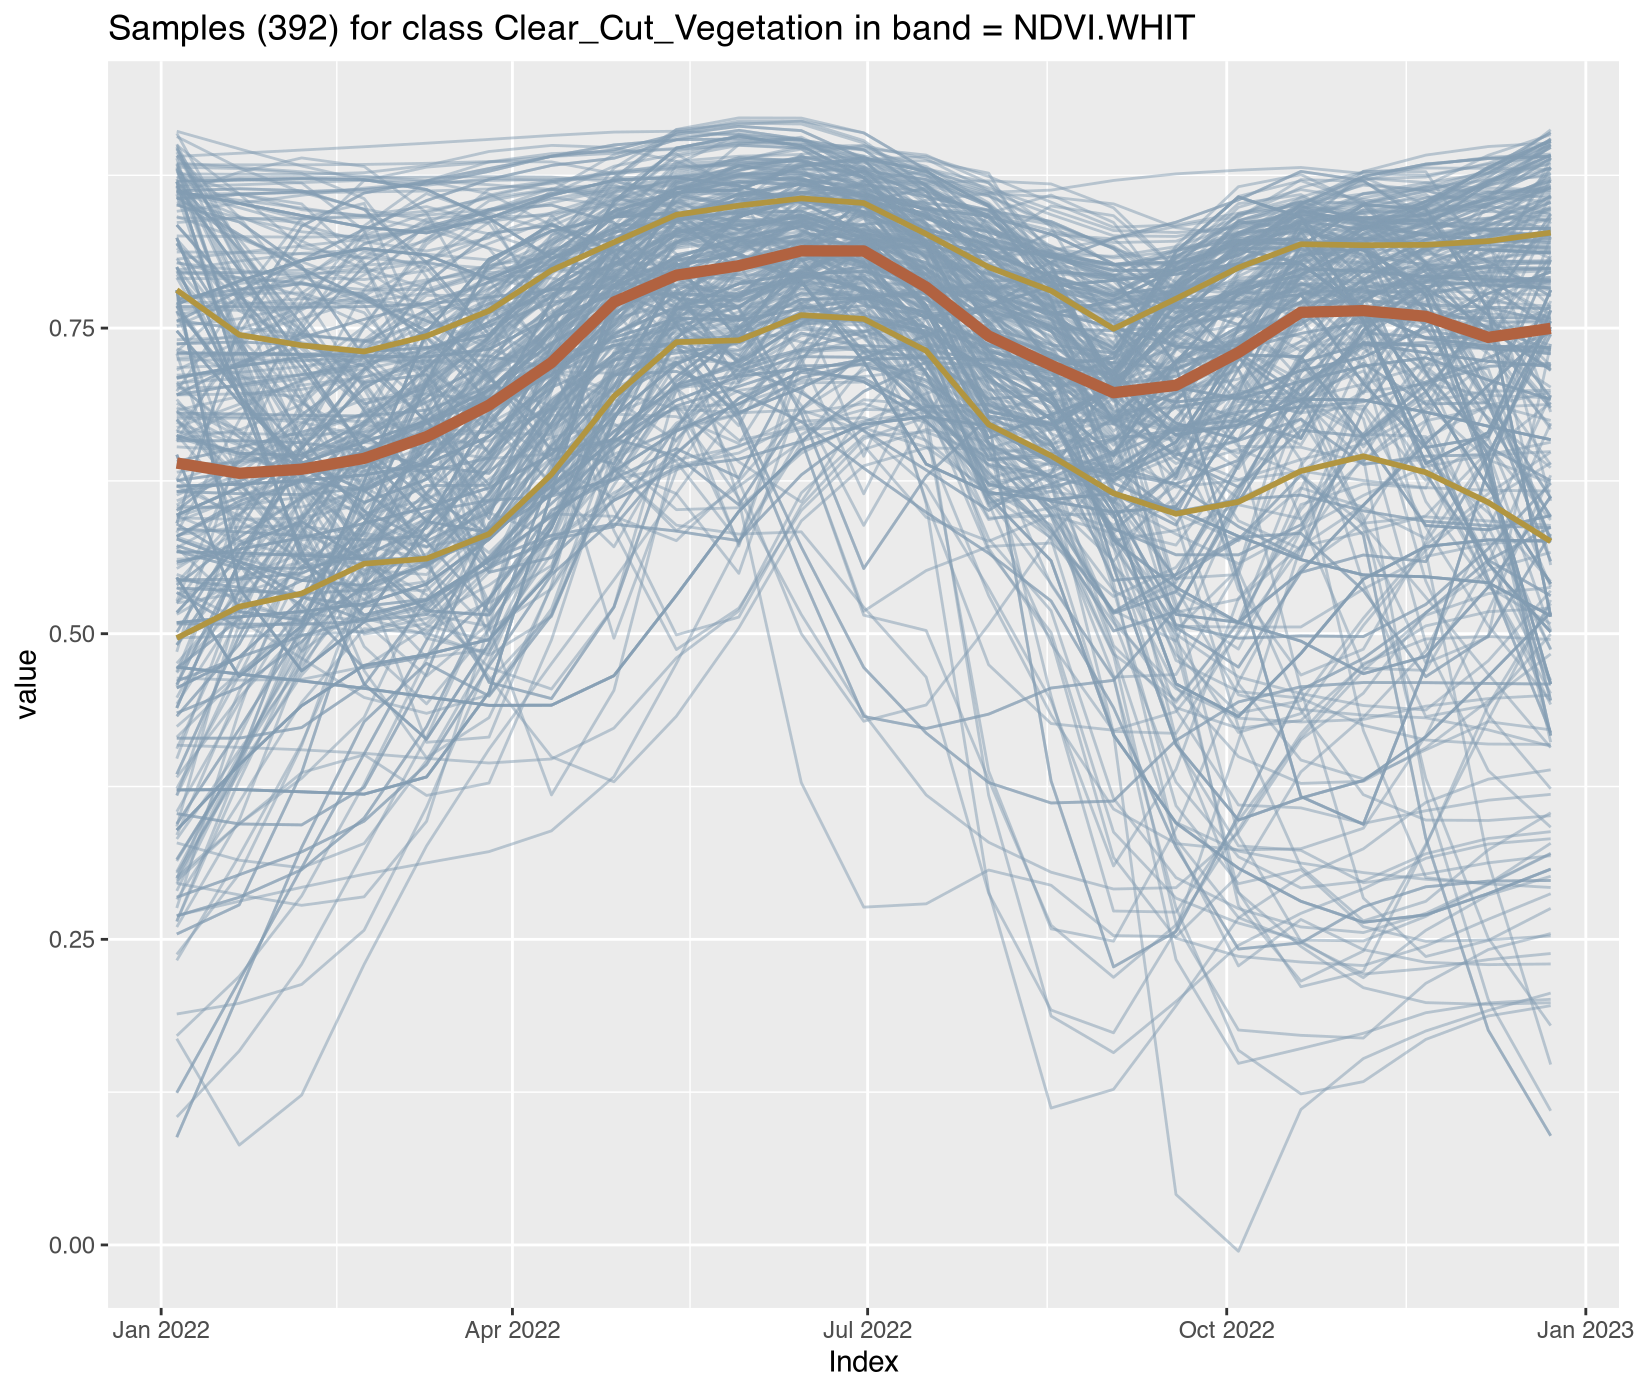 Samples (392) for class Clear_Cut_Vegetation in band = NDVI.WHIT
value
0.75
0.50
0.25
0.00
Jan 2022 Apr 2022 Jul 2022 Oct 2022 Jan 2023
Index